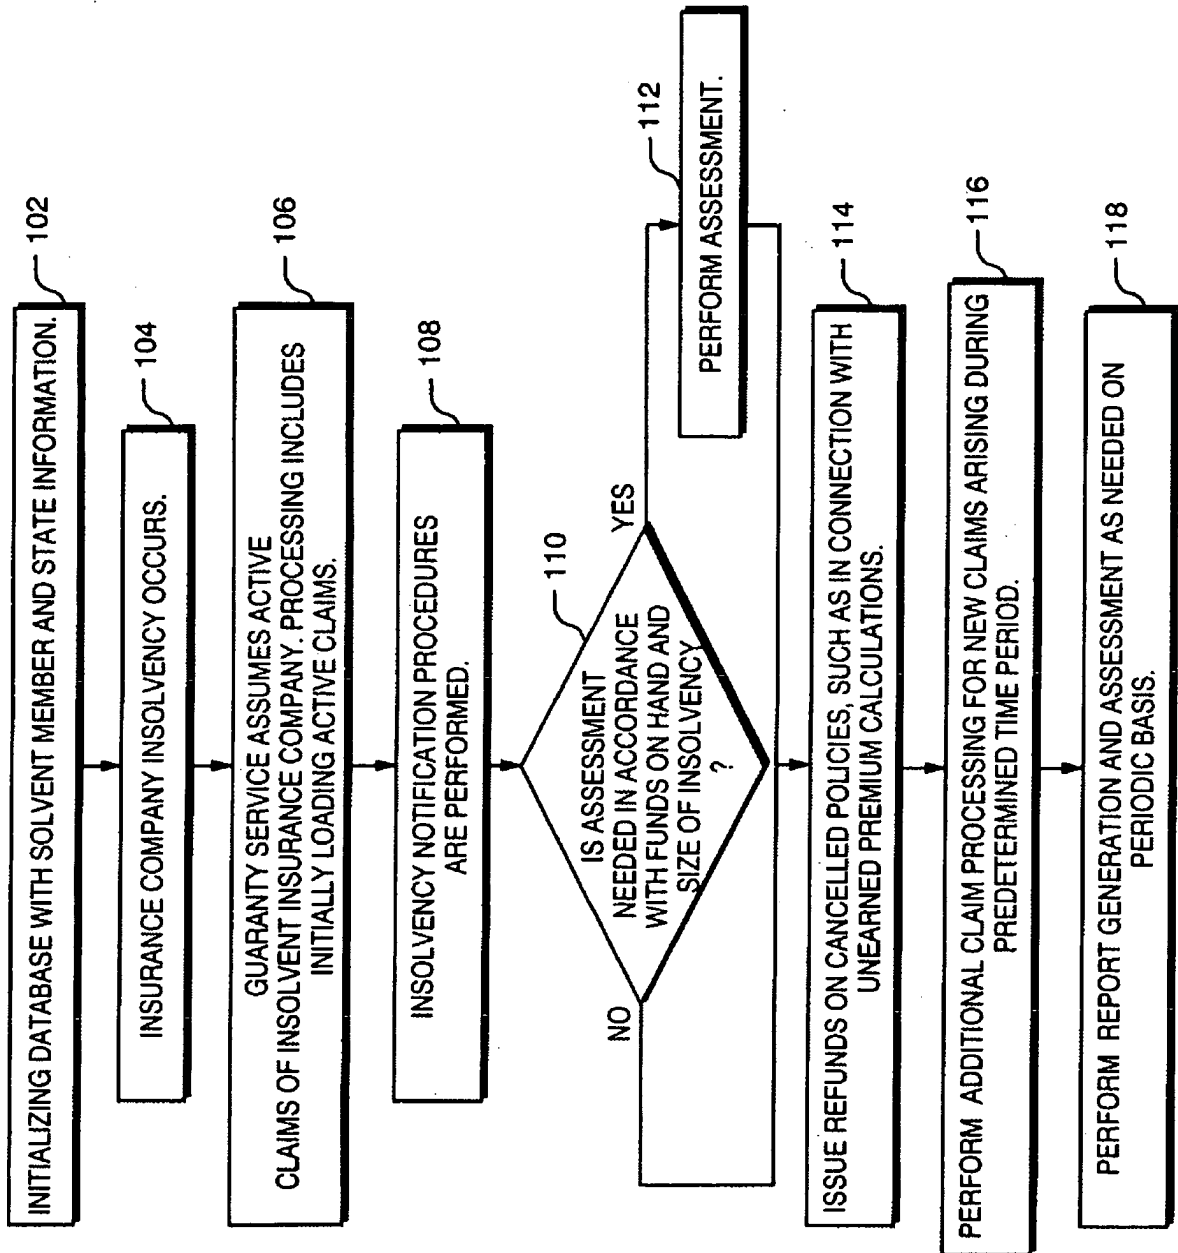 INITIALIZING DATABASE WITH SOLVENT MEMBER AND STATE INFORMATION.
102
INSURANCE COMPANY INSOLVENCY OCCURS.
104
GUARANTY SERVICE ASSUMES ACTIVE
CLAIMS OF INSOLVENT INSURANCE COMPANY. PROCESSING INCLUDES
INITIALLY LOADING ACTIVE CLAIMS.
106
INSOLVENCY NOTIFICATION PROCEDURES
ARE PERFORMED.
108
IS ASSESSMENT
NEEDED IN ACCORDANCE
WITH FUNDS ON HAND AND
SIZE OF INSOLVENCY
?
110
NO
YES
PERFORM ASSESSMENT.
112
ISSUE REFUNDS ON CANCELLED POLICIES, SUCH AS IN CONNECTION WITH
UNEARNED PREMIUM CALCULATIONS.
114
PERFORM ADDITIONAL CLAIM PROCESSING FOR NEW CLAIMS ARISING DURING
PREDETERMINED TIME PERIOD.
116
PERFORM REPORT GENERATION AND ASSESSMENT AS NEEDED ON
PERIODIC BASIS.
118